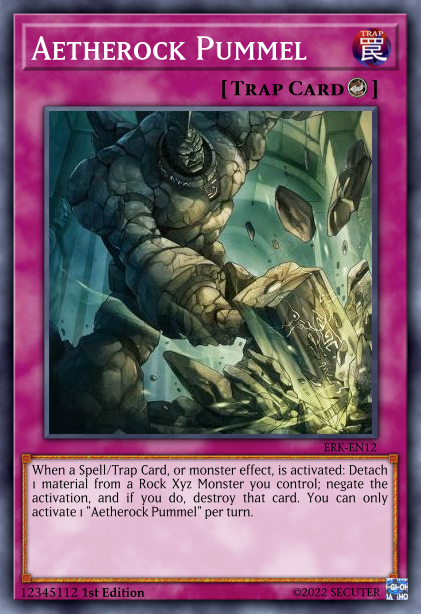 AETHEROCK PUMMEL
TRAP
罠
[TRAP CARD]
ERK-EN12
When a Spell/Trap Card, or monster effect, is activated: Detach
1 material from a Rock Xyz Monster you control; negate the
activation, and if you do, destroy that card. You can only
activate 1 "Aetherock Pummel" per turn.
12345112 1st Edition
©2022 SECUTER